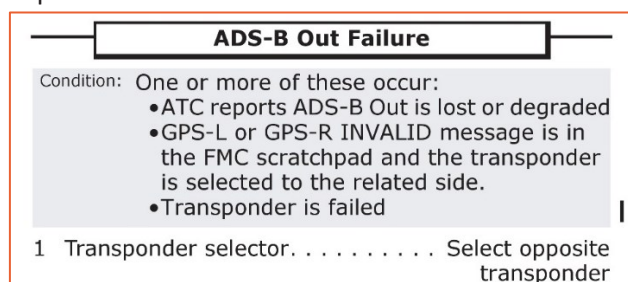 ADS-B Out Failure
Condition: One or more of these occur:
•ATC reports ADS-B Out is lost or degraded
•GPS-L or GPS-R INVALID message is in
the FMC scratchpad and the transponder
is selected to the related side.
•Transponder is failed
1 Transponder selector. . . . . . . . . . Select opposite
transponder